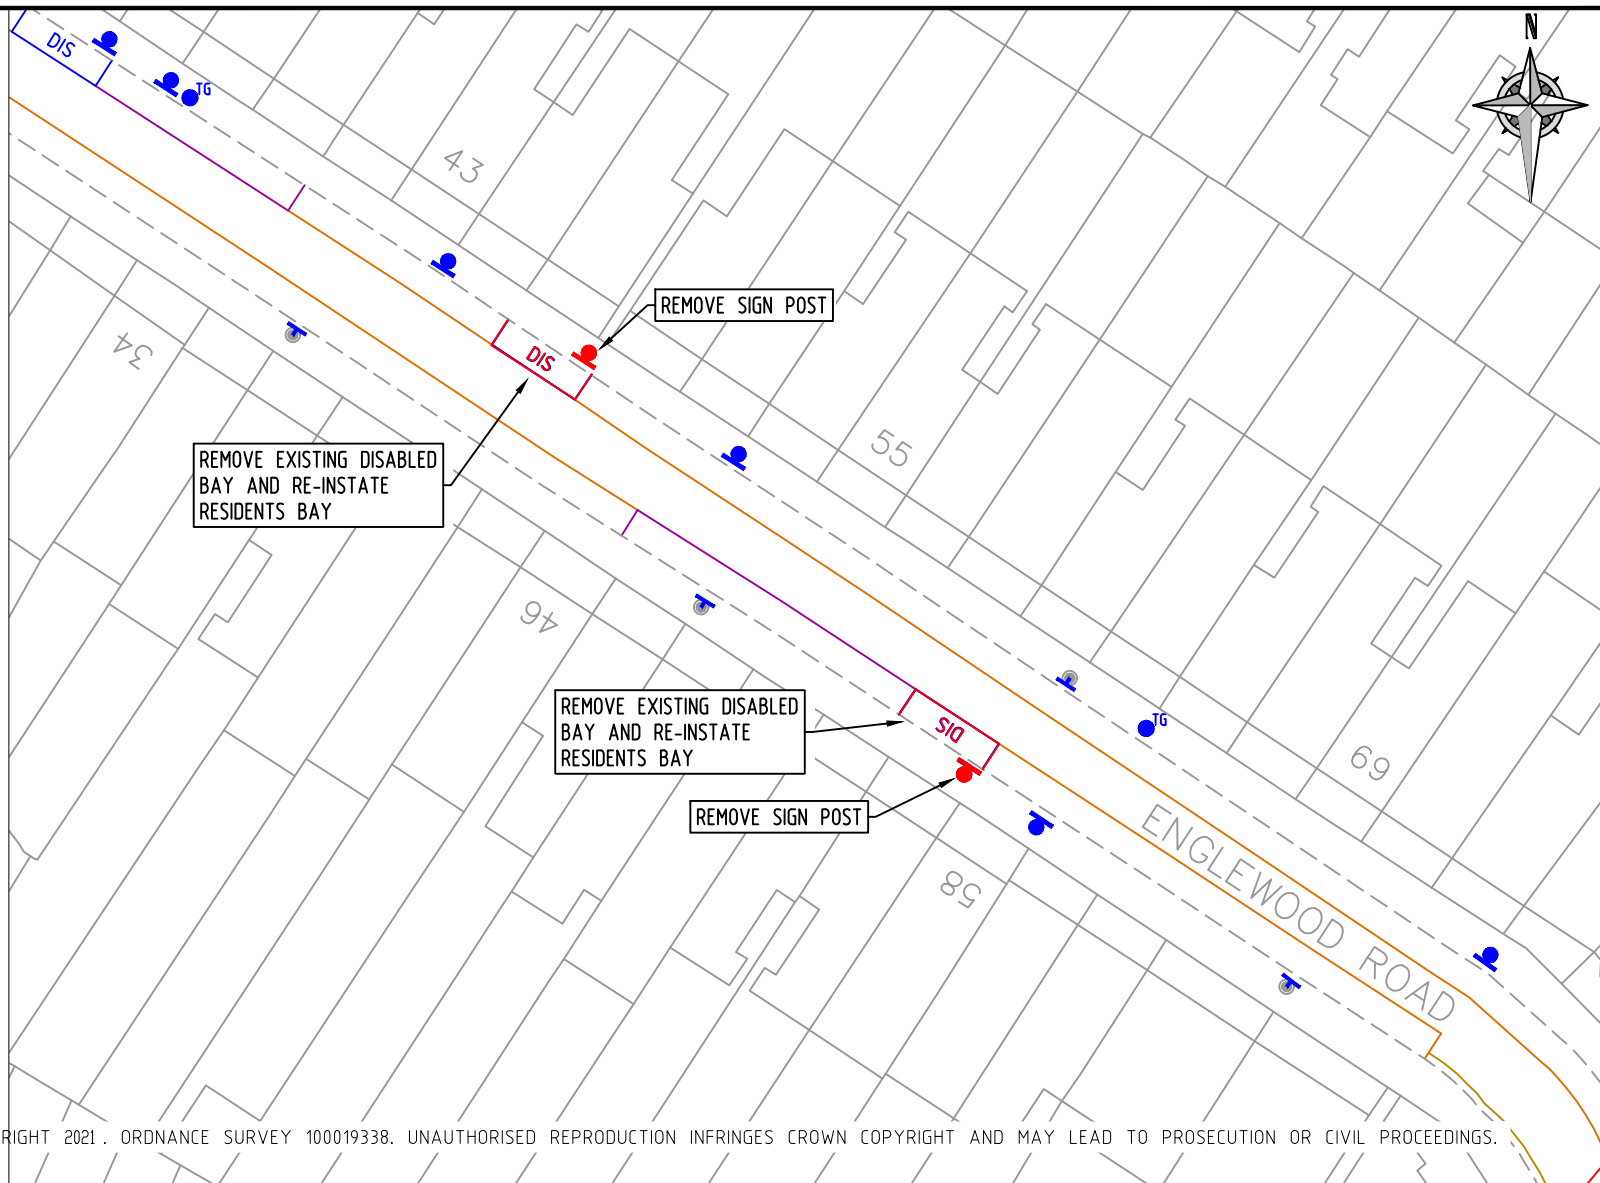 N
DIS
TG
43
REMOVE SIGN POST
34
DIS
REMOVE EXISTING DISABLED
BAY AND RE-INSTATE
RESIDENTS BAY
55
46
REMOVE EXISTING DISABLED
BAY AND RE-INSTATE
RESIDENTS BAY
DIS
TG
69
REMOVE SIGN POST
ENGLEWOOD ROAD
58
RIGHT 2021. ORDNANCE SURVEY 100019338. UNAUTHORISED REPRODUCTION INFRINGES CROWN COPYRIGHT AND MAY LEAD TO PROSECUTION OR CIVIL PROCEEDINGS.